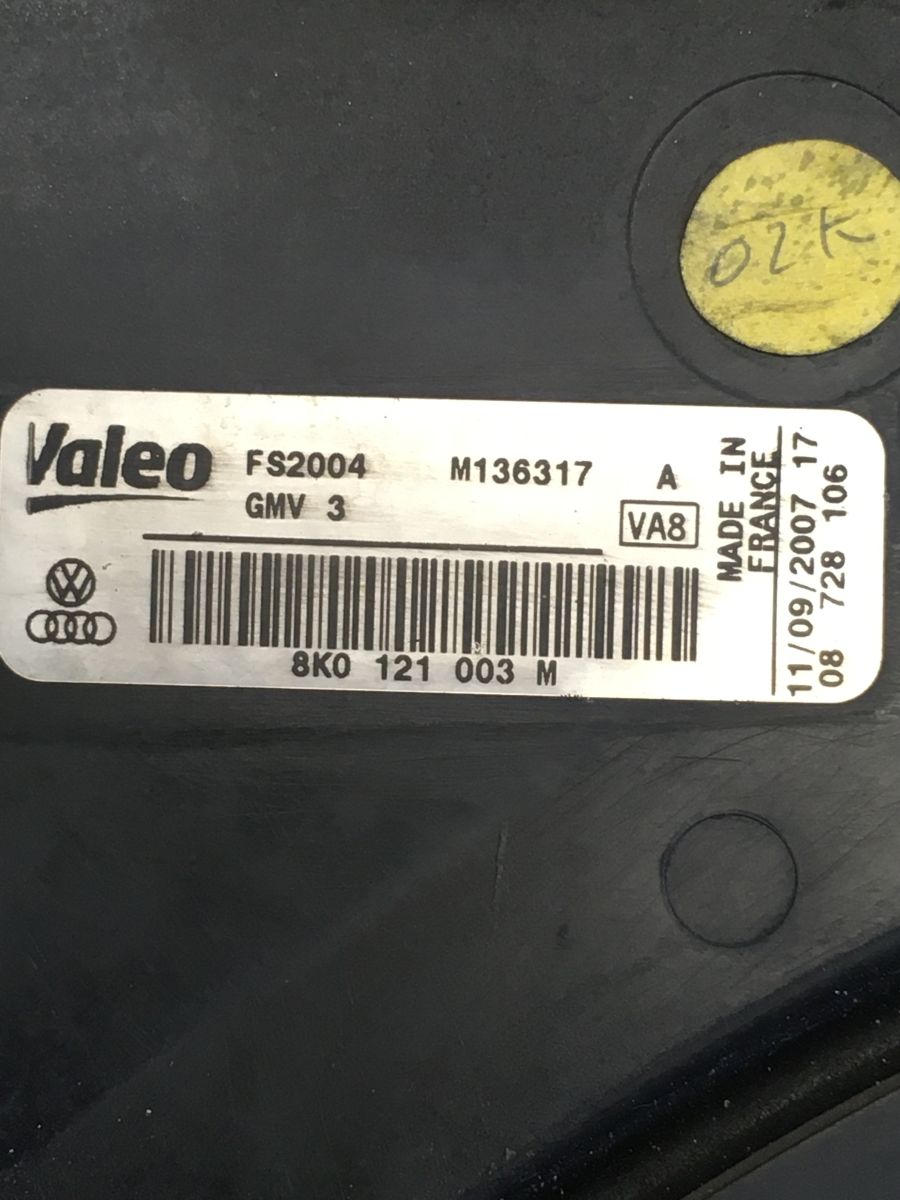 02K
Valeo FS2004 M136317 A
GMV 3 VA8
VW
8K0 121 003 M
MADE IN
FRANCE
11/09/2007 17
08 728 106